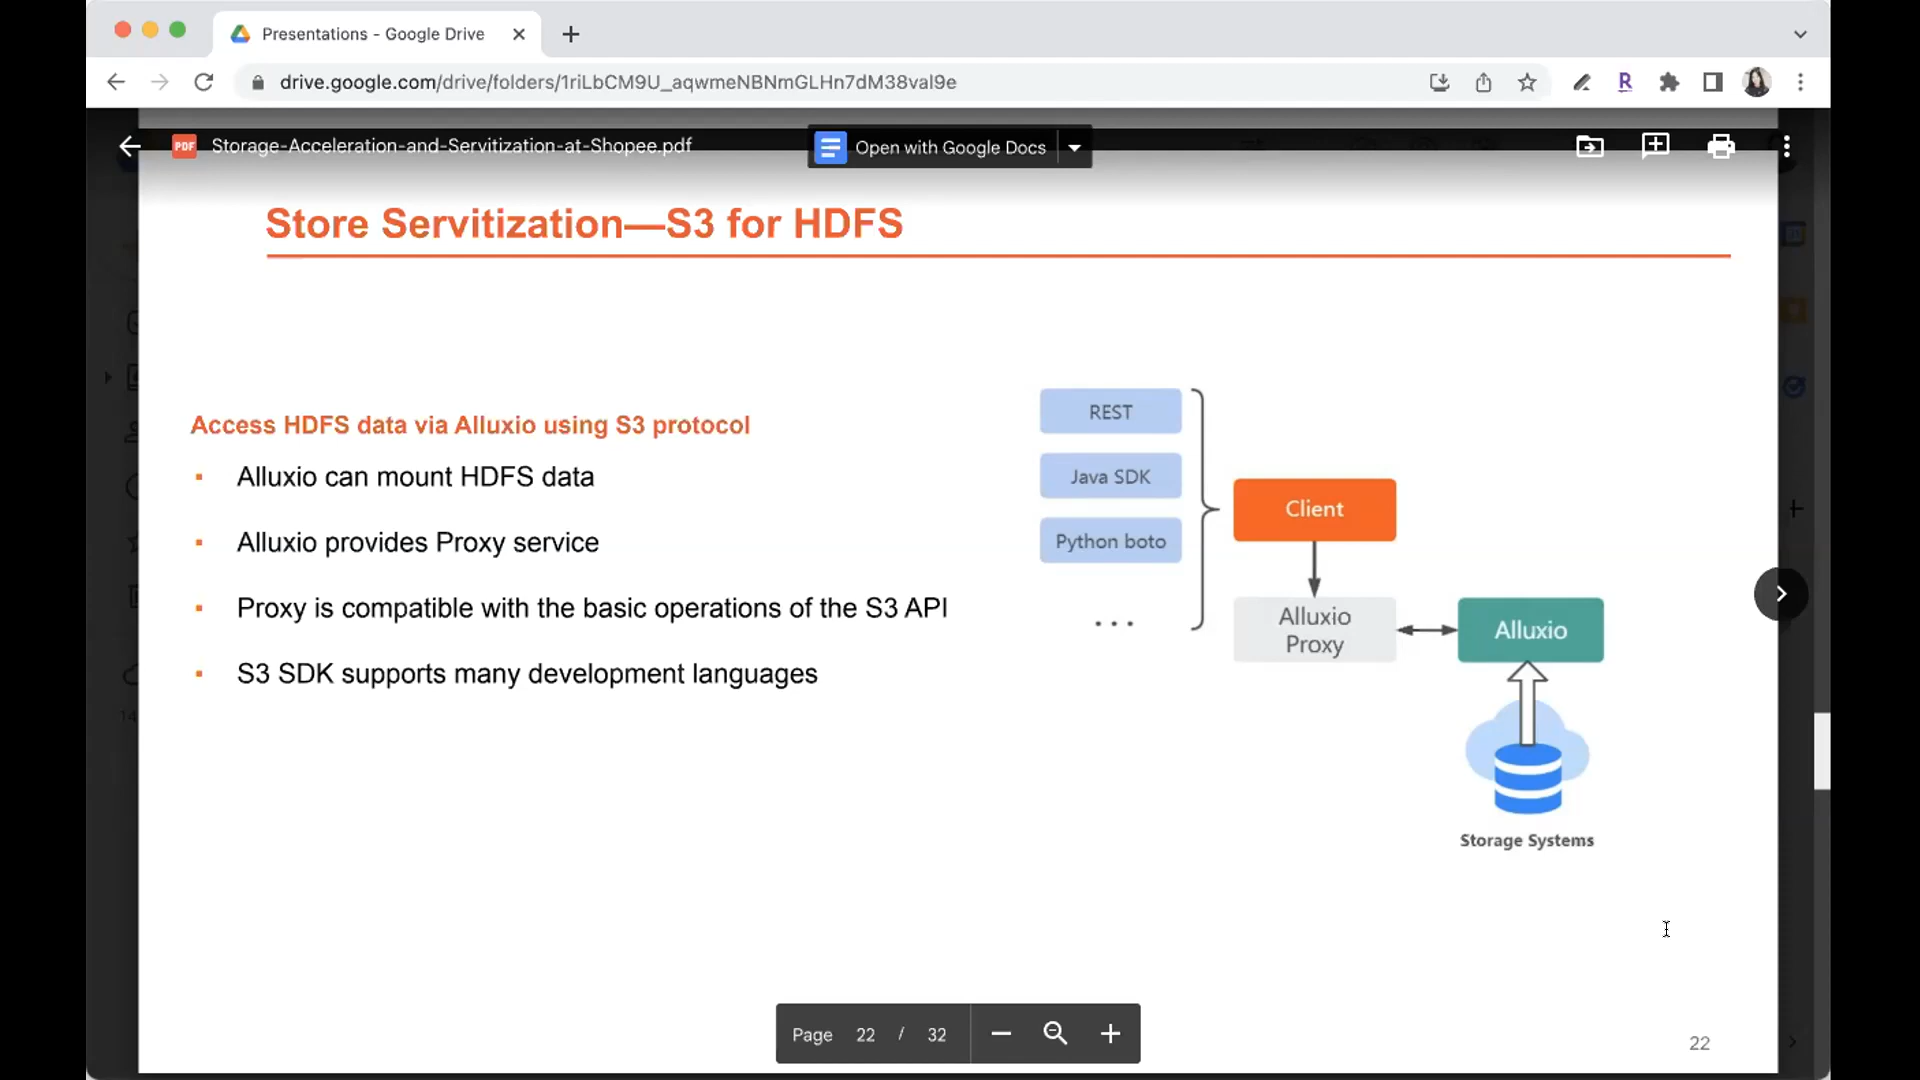 Presentations - Google Drive
drive.google.com/drive/folders/1riLbCM9U_aqwmeNBNmGLHn7dM38val9e
R
PDF
Storage-Acceleration-and-Servitization-at-Shopee.pdf
Open with Google Docs
Store Servitization—S3 for HDFS
Access HDFS data via Alluxio using S3 protocol
▪ Alluxio can mount HDFS data
▪ Alluxio provides Proxy service
▪ Proxy is compatible with the basic operations of the S3 API
▪ S3 SDK supports many development languages
REST
Java SDK
Python boto
...
Client
Alluxio
Proxy
Alluxio
Storage Systems
Page 22 / 32
22